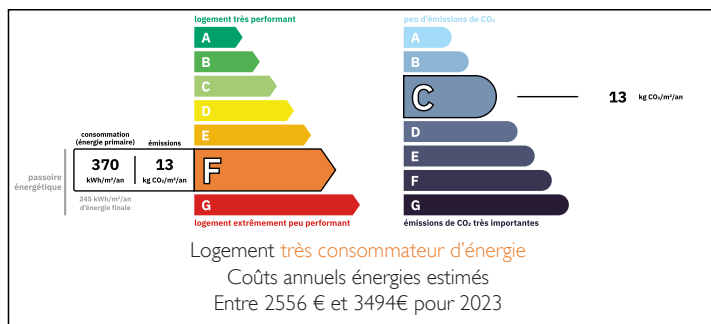 logement très performant
A
B
C
D
E
consommation
(énergie primaire)
émissions
370
kWh/m²/an
13
kg CO₂/m²/an
F
passoire
énergétique
245 kWh/m²/an
d'énergie finale
G
logement extrêmement peu performant
peu d'émissions de CO₂
A
B
C
13 kg CO₂/m²/an
D
E
F
G
émissions de CO₂ très importantes
Logement très consommateur d'énergie
Coûts annuels énergies estimés
Entre 2556 € et 3494€ pour 2023